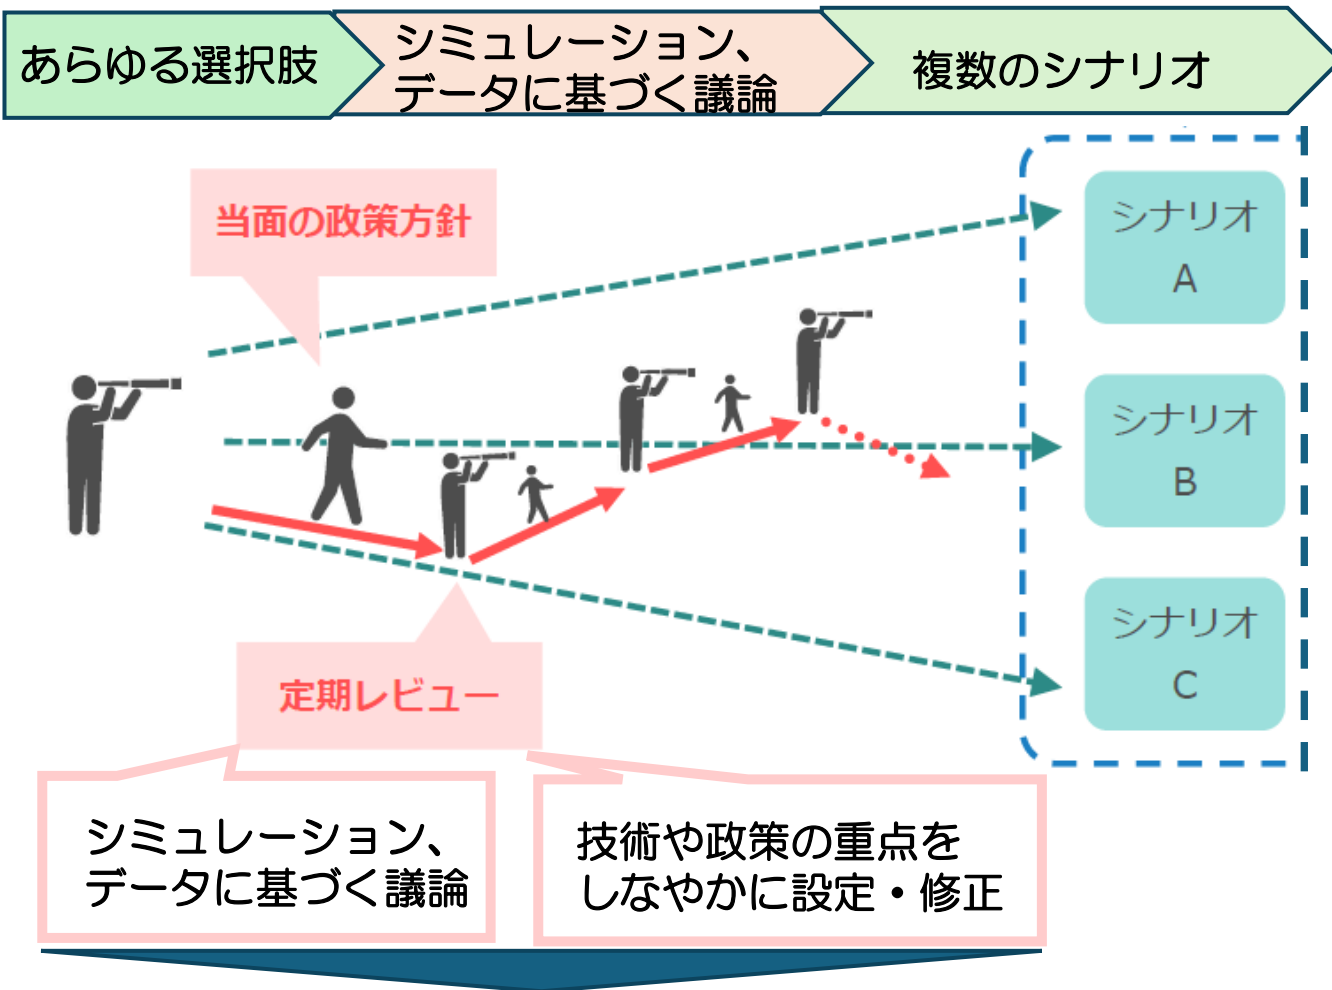 あらゆる選択肢
シミュレーション、
データに基づく議論
複数のシナリオ
当面の政策方針
シナリオ
A
シナリオ
B
シナリオ
C
定期レビュー
シミュレーション、
データに基づく議論
技術や政策の重点を
しなやかに設定・修正